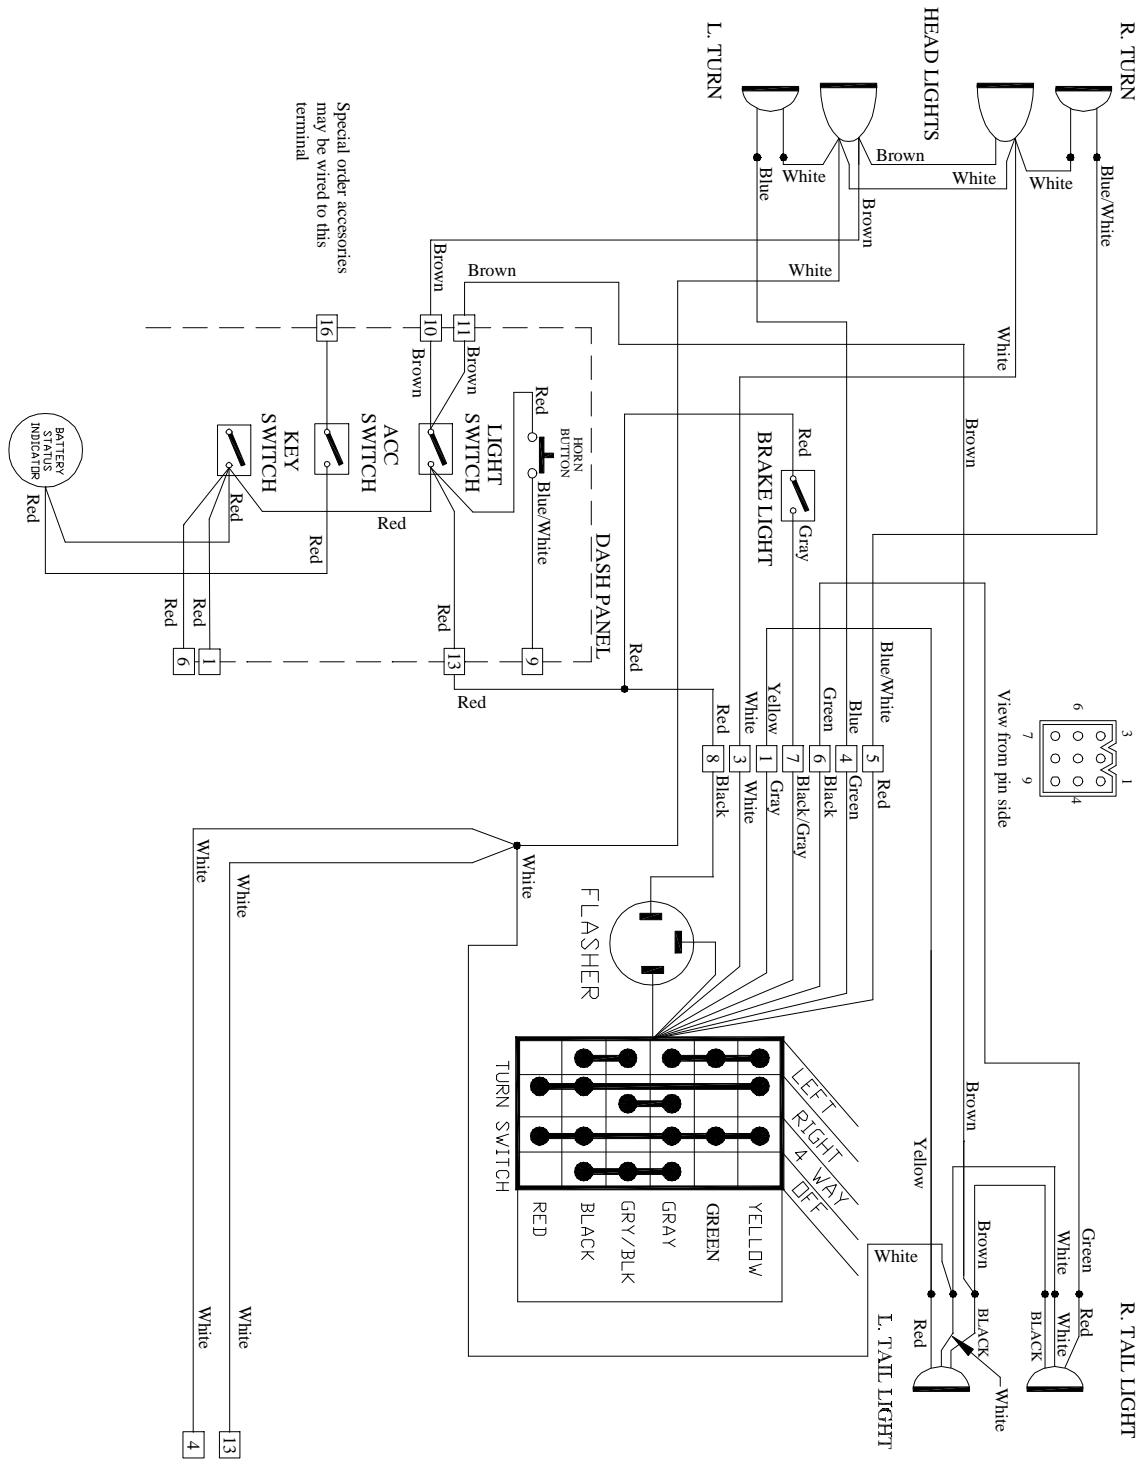 R. TURN
HEAD LIGHTS
L. TURN
Blue/White
White
White
Brown
White
Blue
Brown
White
White
Brown
Brown
Brown
Special order accesories
may be wired to this
terminal
16
10
11
Brown
Brown
Red
HORN
BUTTON
Blue/White
LIGHT
SWITCH
ACC
SWITCH
KEY
SWITCH
BATTERY
STATUS
INDICATOR
Red
Red
Red
Red
Red
Red
Red
6
1
13
9
DASH PANEL
Red
BRAKE LIGHT
Gray
Red
Red
Brown
3
1
6
4
7
9
View from pin side
Blue/White
Blue
Green
Yellow
White
Red
5
4
6
7
1
3
8
Red
Green
Black
Black/Gray
Gray
White
Black
White
White
White
FLASHER
TURN SWITCH
LEFT
RIGHT
4 WAY
OFF
YELLOW
GREEN
GRAY
GRY/BLK
BLACK
RED
Brown
Yellow
Green
White
Brown
White
Red
White
BLACK
BLACK
Red
White
R. TAIL LIGHT
L. TAIL LIGHT
White
White
13
4